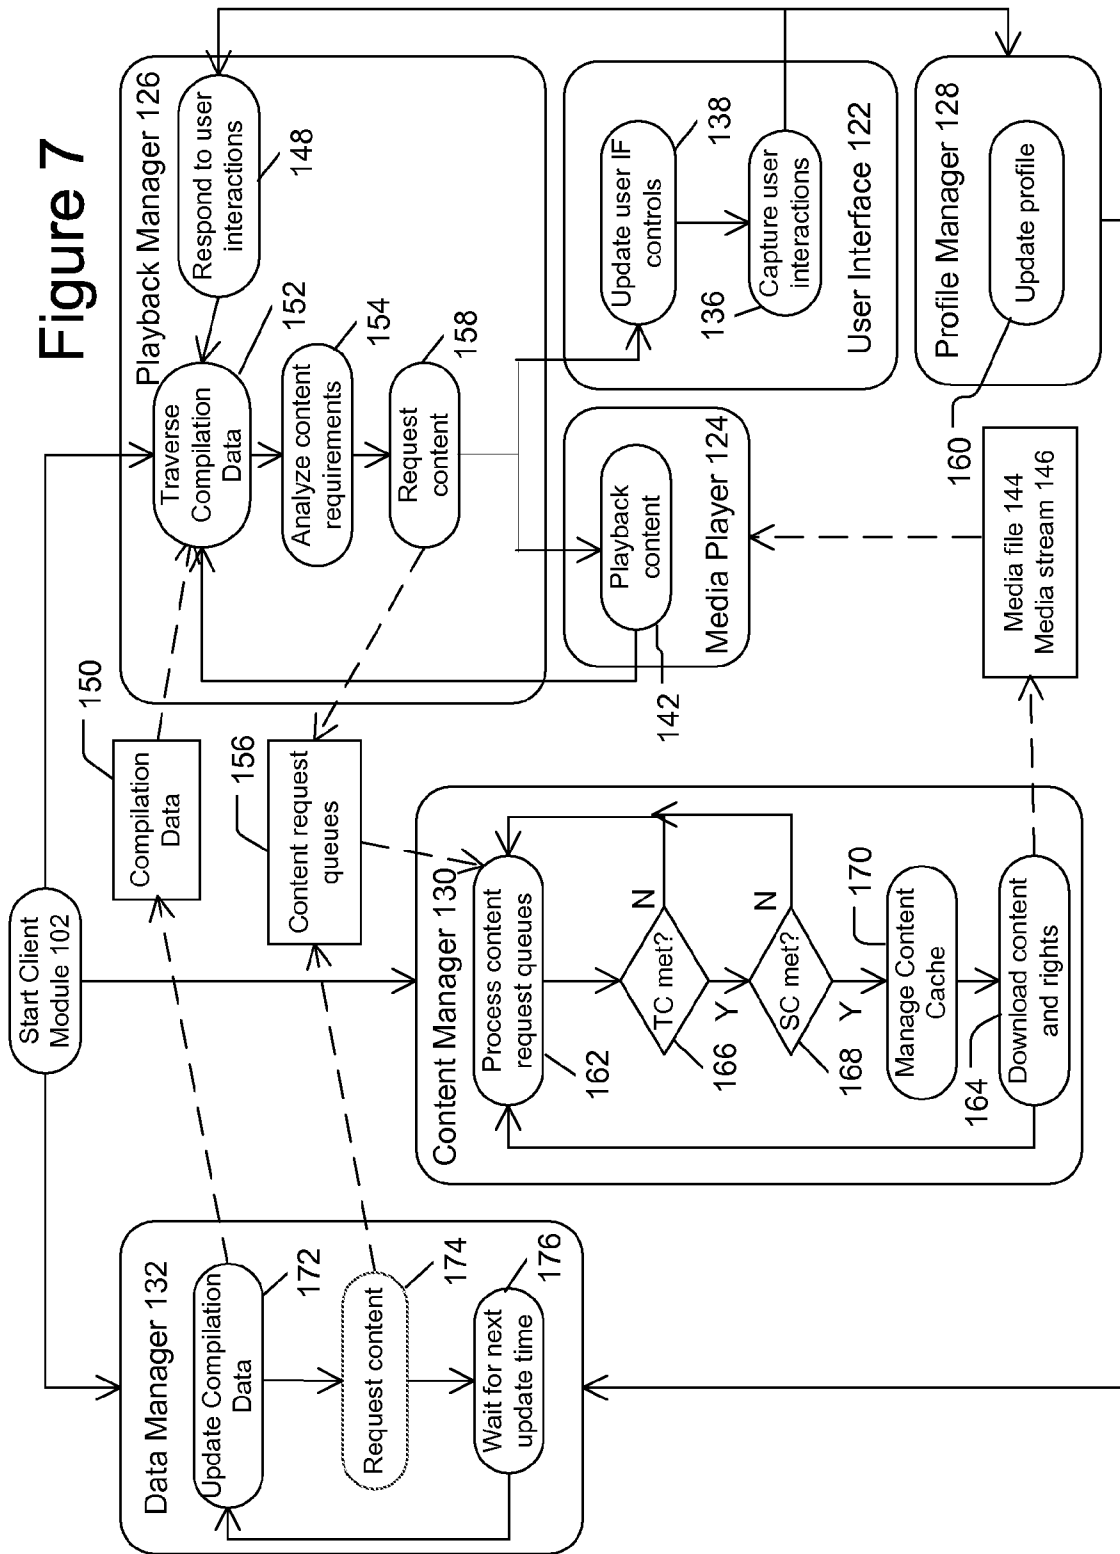 Figure 7
Start Client
Module 102
Data Manager 132
Update Compilation
Data
172
Request content
174
Wait for next
update time
176
Compilation
Data
150
Content request
queues
156
Content Manager 130
Process content
request queues
162
TC met?
N
Y
166
SC met?
N
Y
168
Manage Content
Cache
170
Download content
and rights
164
Playback Manager 126
Respond to user
interactions
148
Traverse
Compilation
Data
152
Analyze content
requirements
154
Request
content
158
Playback
content
142
Media Player 124
Update user IF
controls
138
Capture user
interactions
136
User Interface 122
Media file 144
Media stream 146
Profile Manager 128
Update profile
160